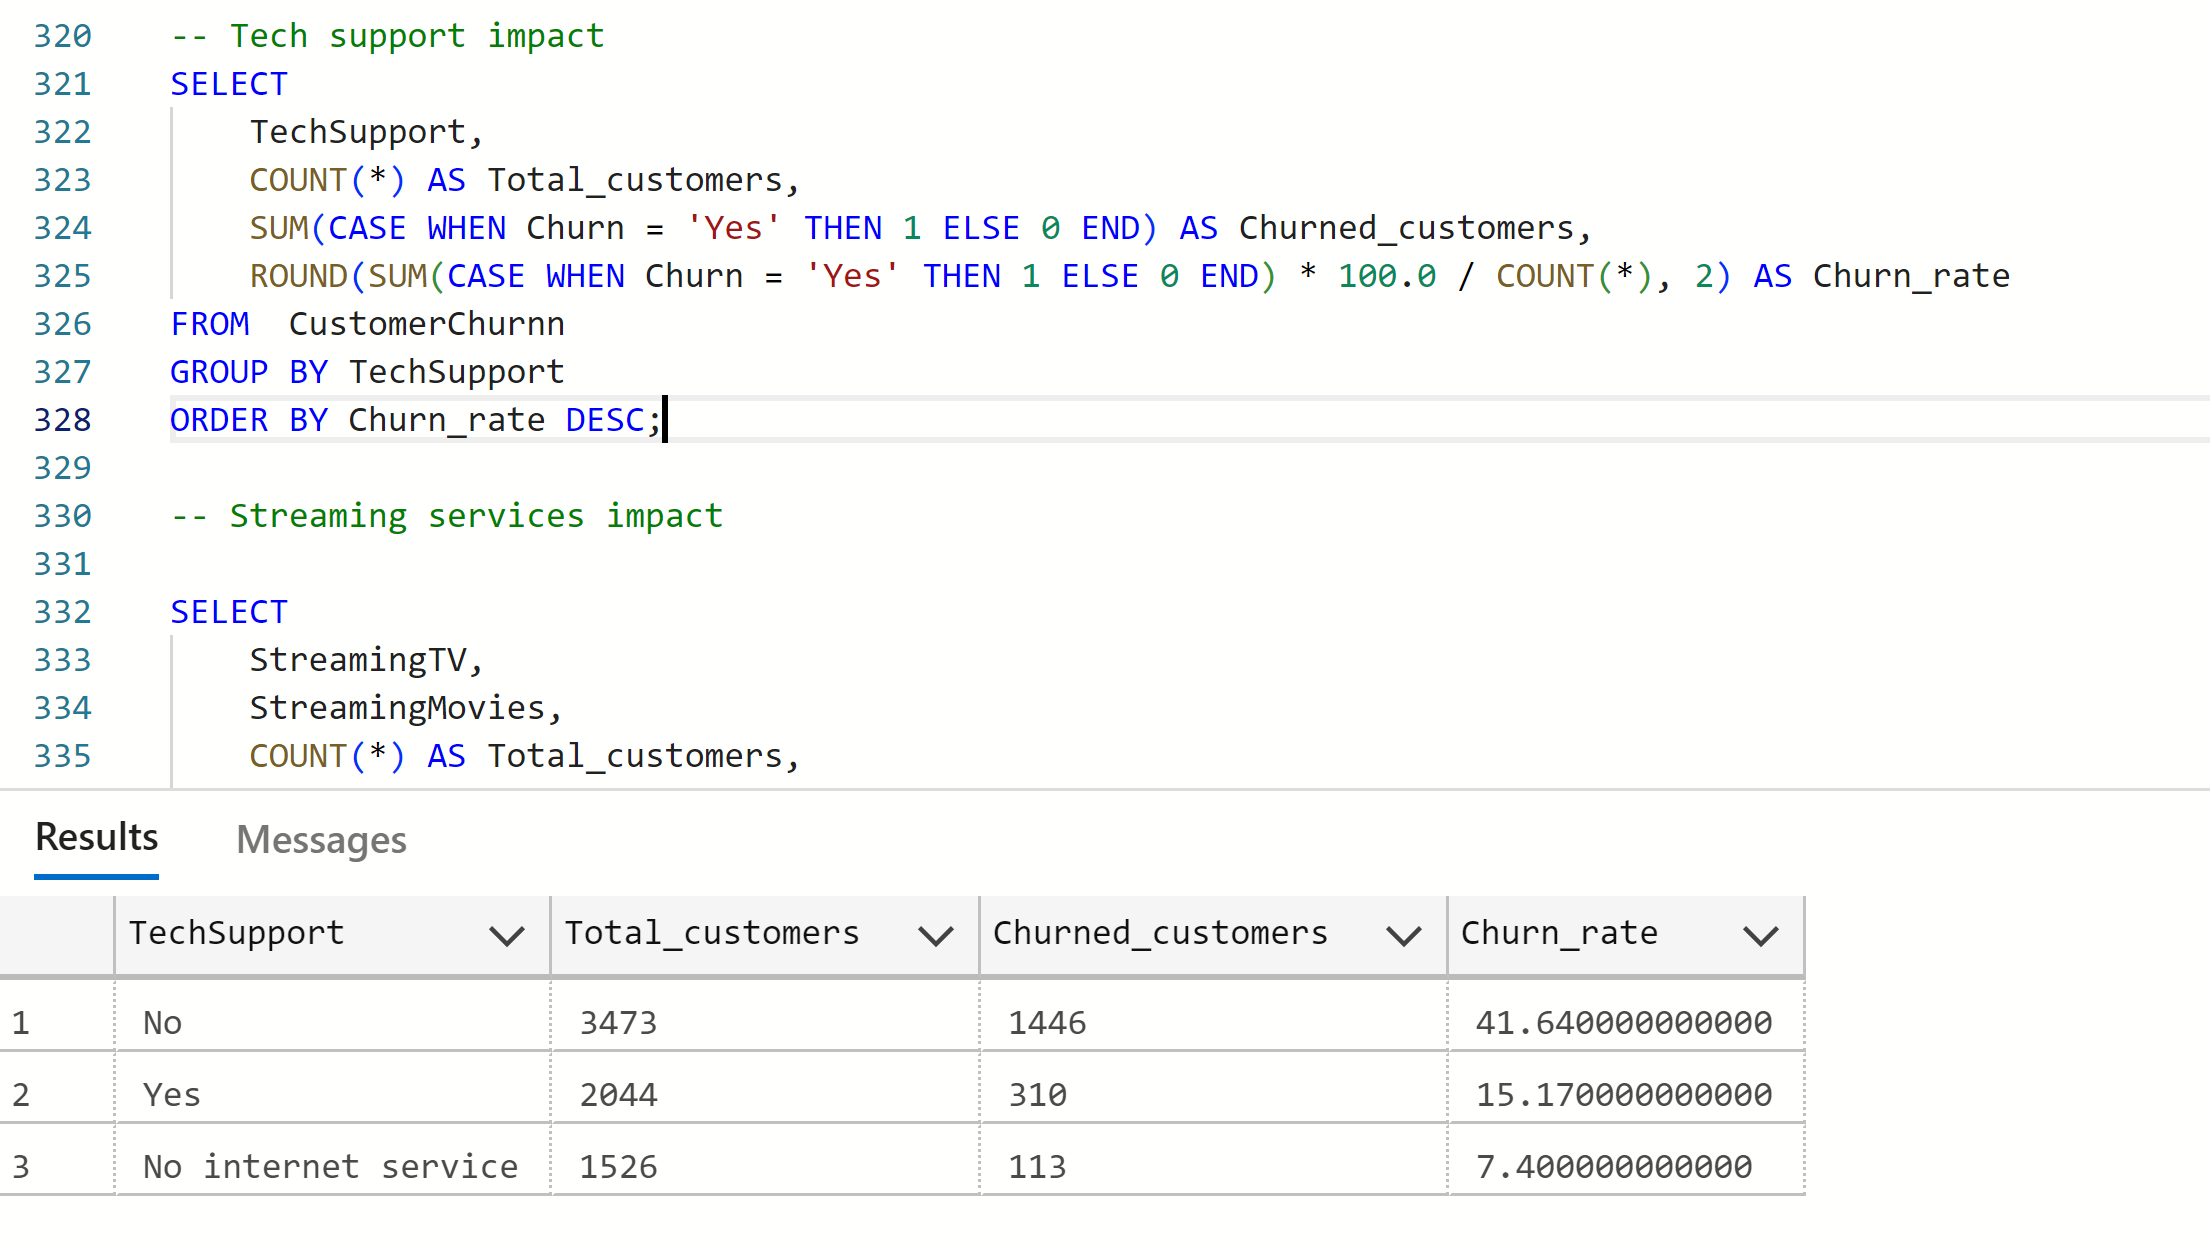 320 -- Tech support impact
321 SELECT
322 TechSupport,
323 COUNT(*) AS Total_customers,
324 SUM(CASE WHEN Churn = 'Yes' THEN 1 ELSE 0 END) AS Churned_customers,
325 ROUND(SUM(CASE WHEN Churn = 'Yes' THEN 1 ELSE 0 END) * 100.0 / COUNT(*), 2) AS Churn_rate
326 FROM  CustomerChurnn
327 GROUP BY TechSupport
328 ORDER BY Churn_rate DESC;
329
330 -- Streaming services impact
331
332 SELECT
333 StreamingTV,
334 StreamingMovies,
335 COUNT(*) AS Total_customers,
Results Messages
TechSupport Total_customers Churned_customers Churn_rate
1 No 3473 1446 41.640000000000
2 Yes 2044 310 15.170000000000
3 No internet service 1526 113 7.400000000000